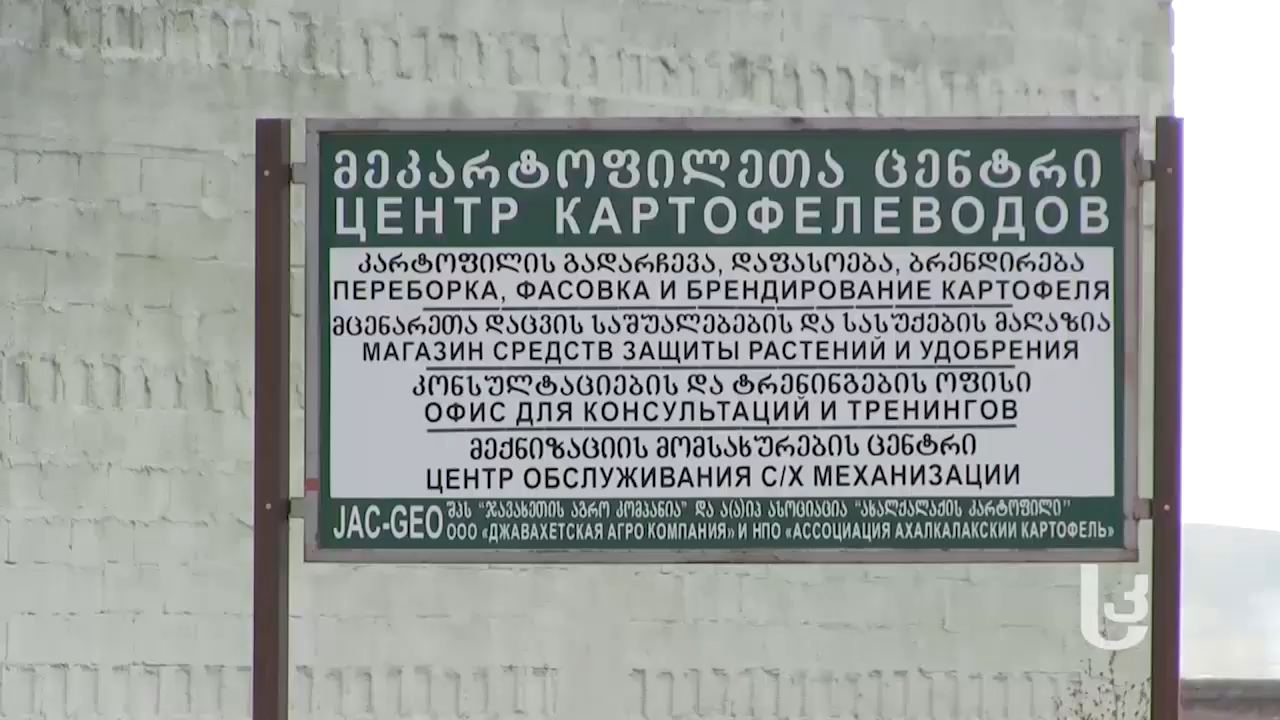 მეკარტოფილეთა ცენტრი
ЦЕНТР КАРТОФЕЛЕВОДОВ
კარტოფილის გადარჩევა, დაფასოება, ბრენდირება
ПЕРЕБОРКА, ФАСОВКА И БРЕНДИРОВАНИЕ КАРТОФЕЛЯ
მცენარეთა დაცვის საშუალებების და სასუქების მაღაზია
МАГАЗИН СРЕДСТВ ЗАЩИТЫ РАСТЕНИЙ И УДОБРЕНИЯ
კონსულტაციების და ტრენინგების ოფისი
ОФИС ДЛЯ КОНСУЛЬТАЦИЙ И ТРЕНИНГОВ
მექნიზაციის მომსახურების ცენტრი
ЦЕНТР ОБСЛУЖИВАНИЯ С/Х МЕХАНИЗАЦИИ
JAC-GEO
შპს "ჯავახეთის აგრო კომპანია" და ა(ა)იპ ასოციაცია "ახალქალაქის კარტოფილი"
ООО «ДЖАВАХЕТСКАЯ АГРО КОМПАНИЯ» И НПО «АССОЦИАЦИЯ АХАЛКАЛАКСКИЙ КАРТОФЕЛЬ»